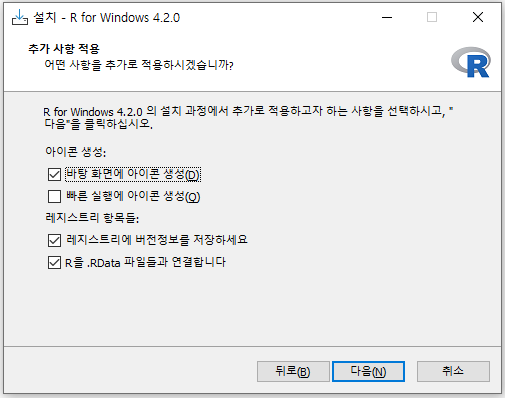 설치 - R for Windows 4.2.0
추가 사항 적용
어떤 사항을 추가로 적용하시겠습니까?
R
R for Windows 4.2.0 의 설치 과정에서 추가로 적용하고자 하는 사항을 선택하시고, "
다음"을 클릭하십시오.
아이콘 생성:
바탕 화면에 아이콘 생성(D)
빠른 실행에 아이콘 생성(Q)
레지스트리 항목들:
레지스트리에 버전정보를 저장하세요
R을 .RData 파일들과 연결합니다
뒤로(B) 다음(N) 취소